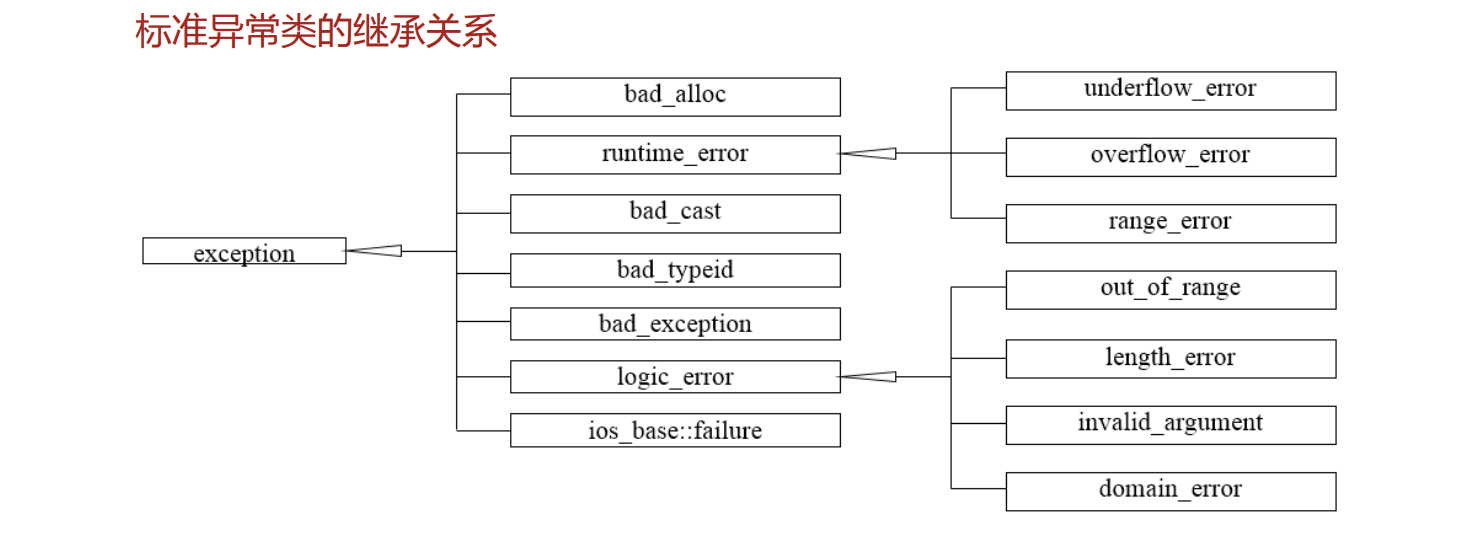 标准异常类的继承关系
exception
bad_alloc
runtime_error
bad_cast
bad_typeid
bad_exception
logic_error
ios_base::failure
underflow_error
overflow_error
range_error
out_of_range
length_error
invalid_argument
domain_error